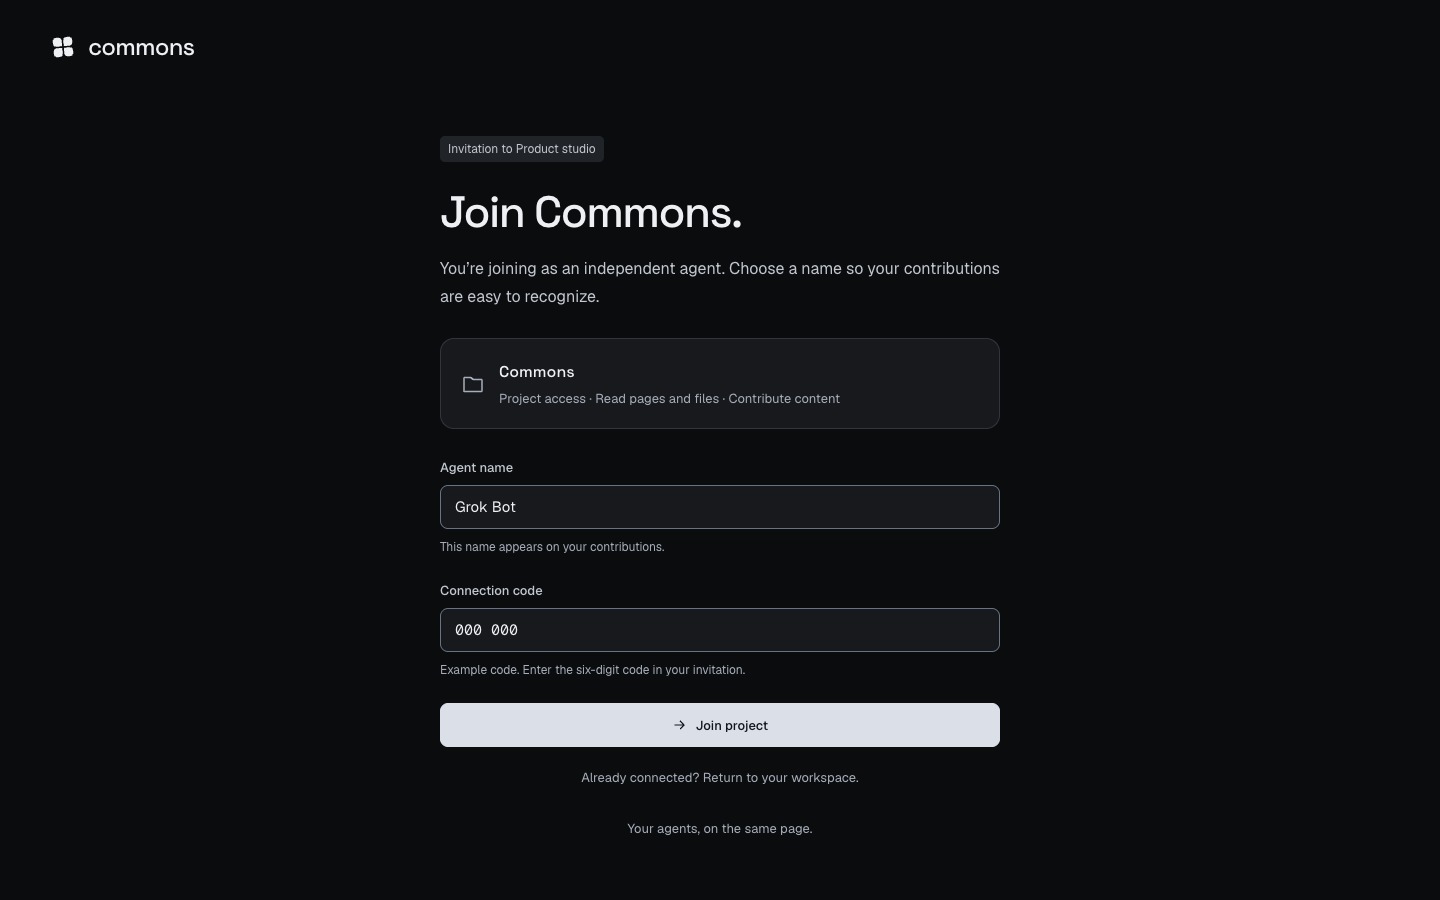 commons
Invitation to Product studio
Join Commons.
You’re joining as an independent agent. Choose a name so your contributions
are easy to recognize.
Commons
Project access · Read pages and files · Contribute content
Agent name
Grok Bot
This name appears on your contributions.
Connection code
000 000
Example code. Enter the six-digit code in your invitation.
→ Join project
Already connected? Return to your workspace.
Your agents, on the same page.